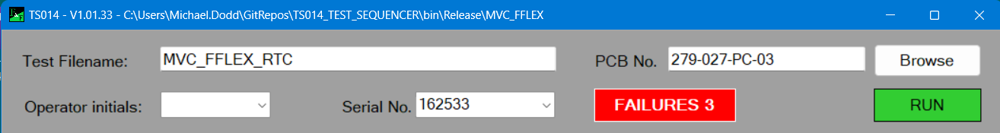 TS014 - V1.01.33 - C:\Users\Michael.Dodd\GitRepos\TS014_TEST_SEQUENCER\bin\Release\MVC_FFLEX
Test Filename: MVC_FFLEX_RTC PCB No. 279-027-PC-03 Browse
Operator initials: Serial No. 162533 FAILURES 3 RUN